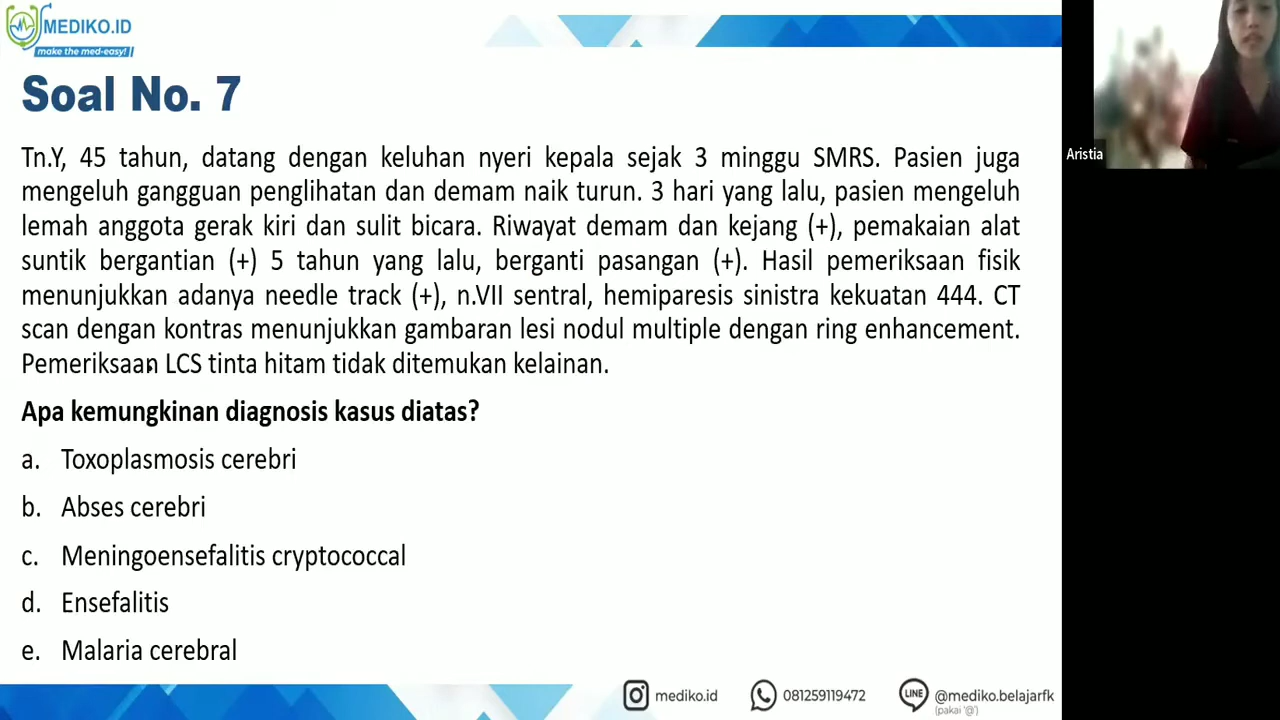 MEDIKO.ID
make the med-easy!
Soal No. 7
Tn.Y, 45 tahun, datang dengan keluhan nyeri kepala sejak 3 minggu SMRS. Pasien juga
mengeluh gangguan penglihatan dan demam naik turun. 3 hari yang lalu, pasien mengeluh
lemah anggota gerak kiri dan sulit bicara. Riwayat demam dan kejang (+), pemakaian alat
suntik bergantian (+) 5 tahun yang lalu, berganti pasangan (+). Hasil pemeriksaan fisik
menunjukkan adanya needle track (+), n.VII sentral, hemiparesis sinistra kekuatan 444. CT
scan dengan kontras menunjukkan gambaran lesi nodul multiple dengan ring enhancement.
Pemeriksaan LCS tinta hitam tidak ditemukan kelainan.
Apa kemungkinan diagnosis kasus diatas?
a. Toxoplasmosis cerebri
b. Abses cerebri
c. Meningoensefalitis cryptococcal
d. Ensefalitis
e. Malaria cerebral
mediko.id
081259119472
LINE
@mediko.belajarfk
(pakai '@')
Aristia